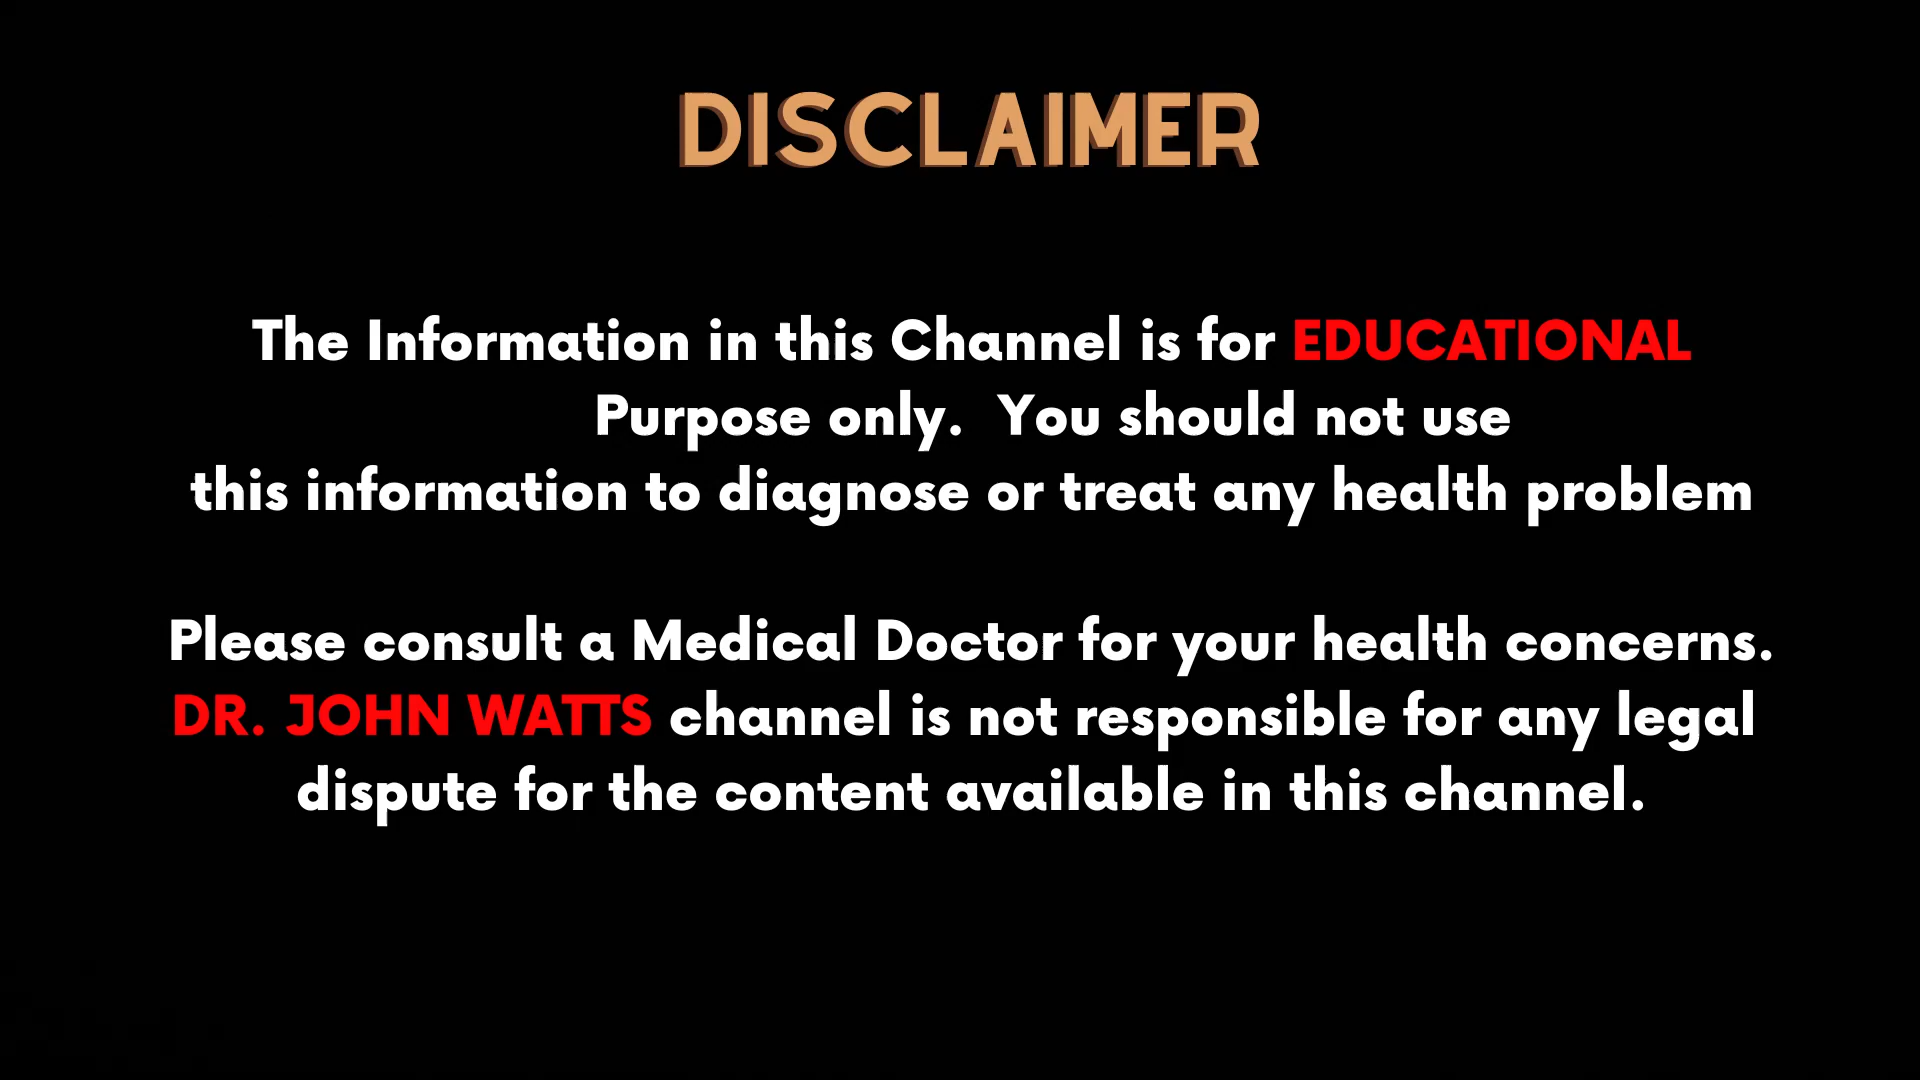 DISCLAIMER
The Information in this Channel is for EDUCATIONAL
Purpose only.  You should not use
this information to diagnose or treat any health problem
Please consult a Medical Doctor for your health concerns.
DR. JOHN WATTS channel is not responsible for any legal
dispute for the content available in this channel.